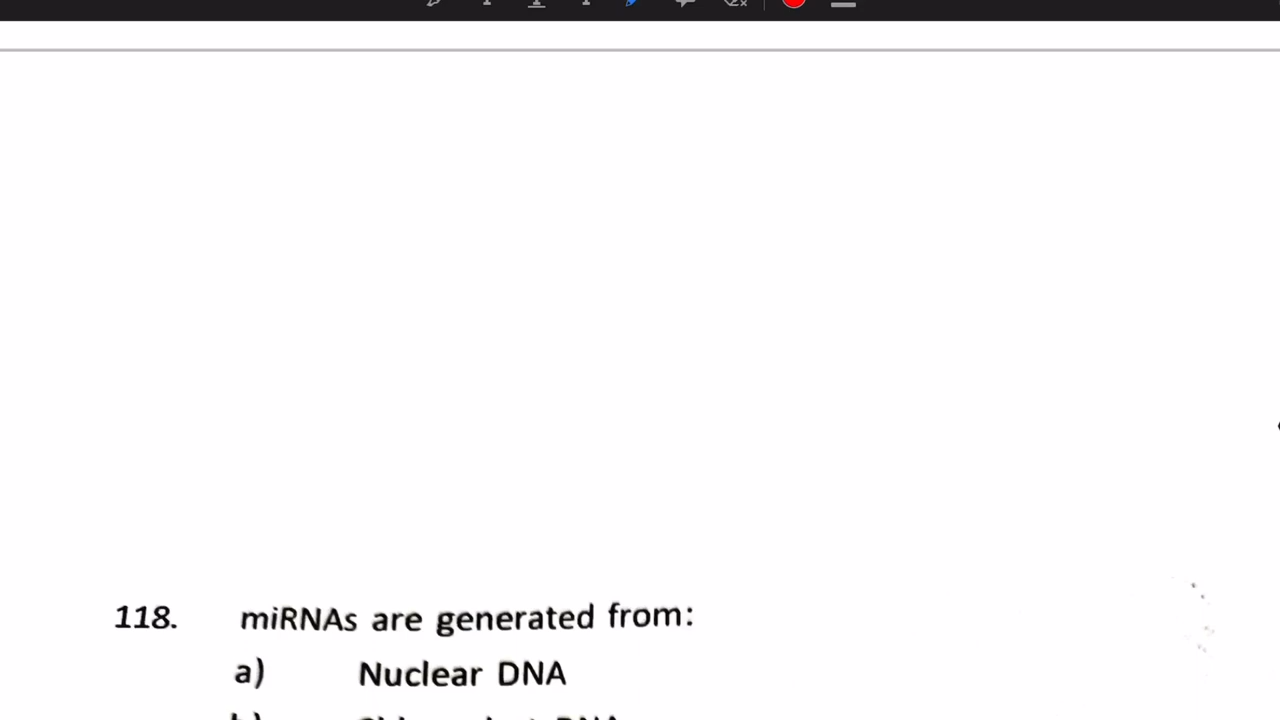 118. miRNAs are generated from:
a) Nuclear DNA
b)